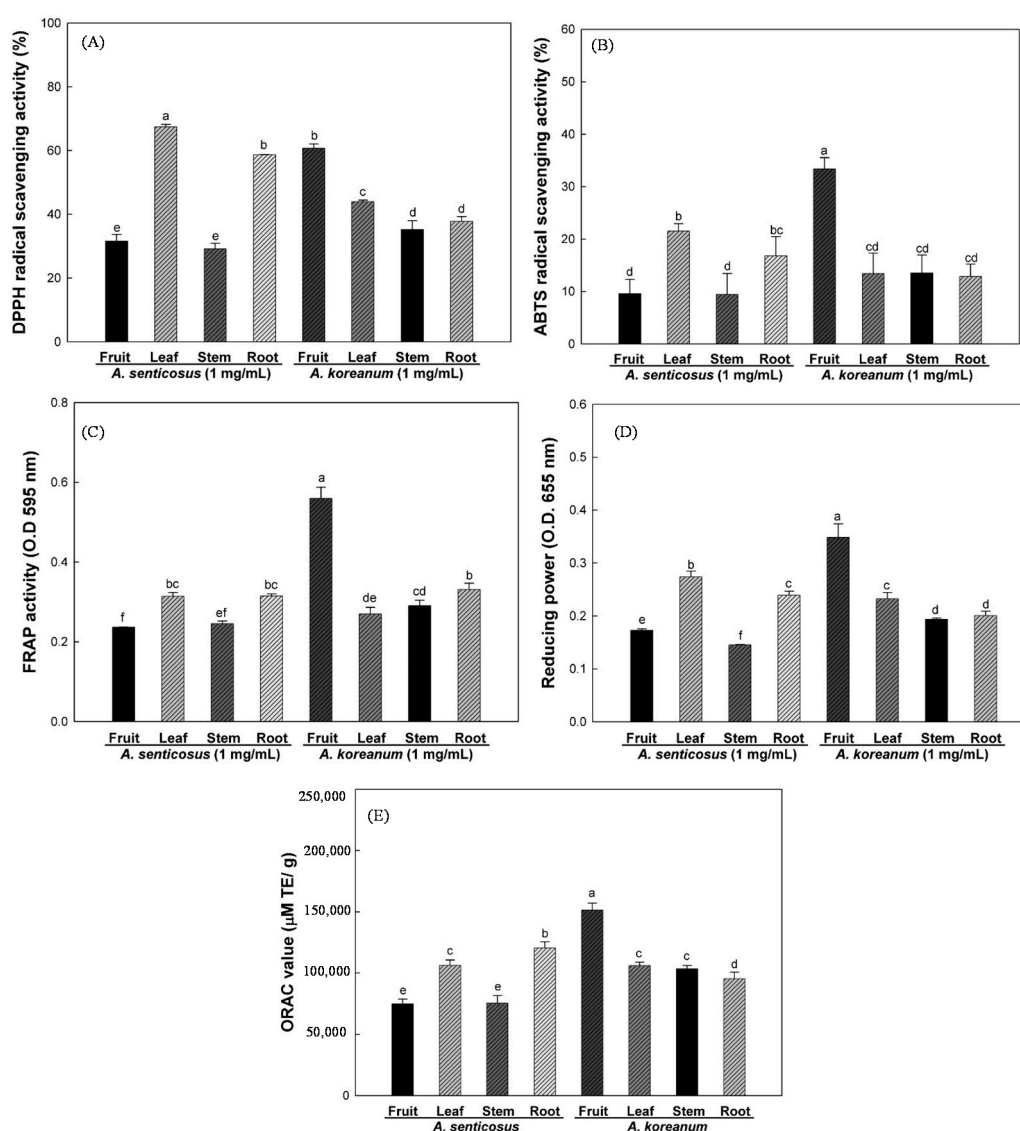 (A)
DPPH radical scavenging activity (%)
100
80
60
40
20
0
e
a
e
b
b
c
d
d
Fruit Leaf Stem Root Fruit Leaf Stem Root
A. senticosus (1 mg/mL) A. koreanum (1 mg/mL)
(B)
ABTS radical scavenging activity (%)
60
50
40
30
20
10
0
d
b
d
bc
a
cd
cd
cd
Fruit Leaf Stem Root Fruit Leaf Stem Root
A. senticosus (1 mg/mL) A. koreanum (1 mg/mL)
(C)
FRAP activity (O.D 595 nm)
0.8
0.6
0.4
0.2
0.0
f
bc
ef
bc
a
de
cd
b
Fruit Leaf Stem Root Fruit Leaf Stem Root
A. senticosus (1 mg/mL) A. koreanum (1 mg/mL)
(D)
Reducing power (O.D. 655 nm)
0.6
0.5
0.4
0.3
0.2
0.1
0.0
e
b
f
c
a
c
d
d
Fruit Leaf Stem Root Fruit Leaf Stem Root
A. senticosus (1 mg/mL) A. koreanum (1 mg/mL)
(E)
ORAC value (μM TE/ g)
250,000
200,000
150,000
100,000
50,000
0
e
c
e
b
a
c
c
d
Fruit Leaf Stem Root Fruit Leaf Stem Root
A. senticosus A. koreanum